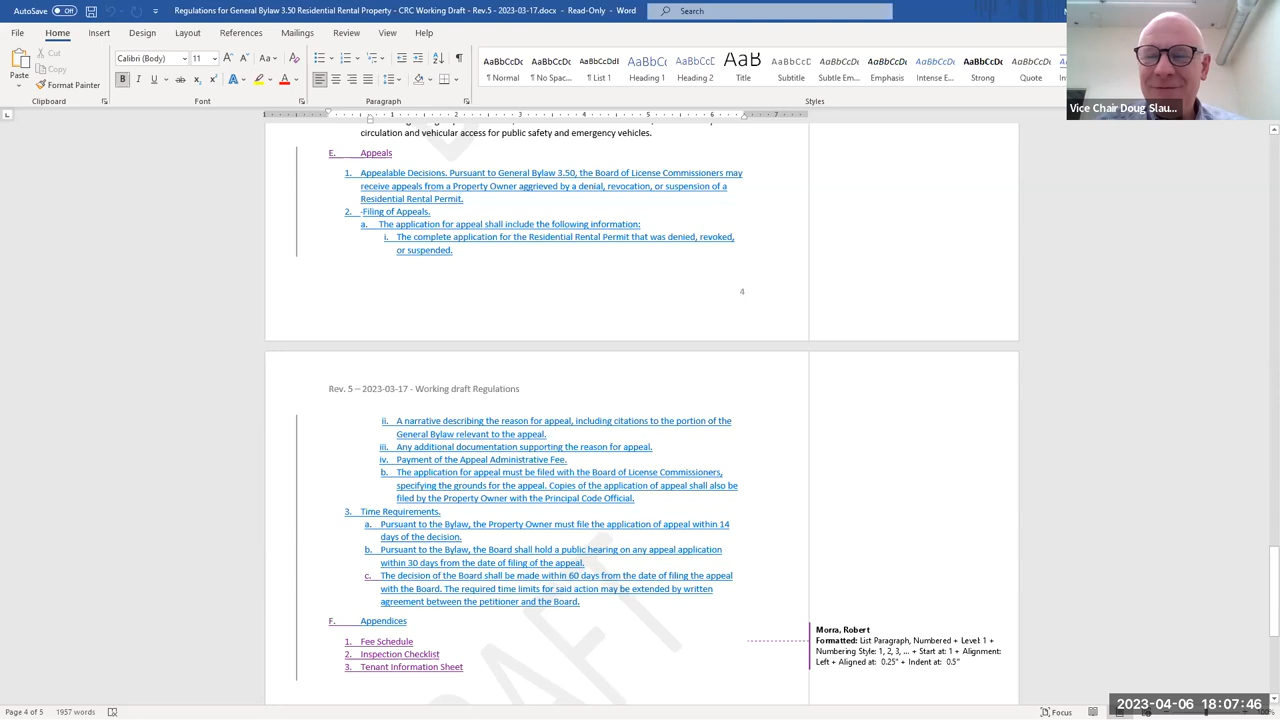 AutoSave Off
Regulations for General Bylaw 3.50 Residential Rental Property - CRC Working Draft - Rev.5 - 2023-03-17.docx - Read-Only - Word
Search
File Home Insert Draw Design Layout References Mailings Review View Help
Paste
Cut
Copy
Format Painter
Calibri (Body) 11
AaBbCcDc AaBbCcDc AaBbCcDdI AaBbCc AaBbCc AaB AaBbCcDc AaBbCcDc AaBbCcDc AaBbCcDc AaBbCcDc AaBbCcDc
¶ Normal ¶ No Spac... ¶ List 1 Heading 1 Heading 2 Title Subtitle Subtle Em... Emphasis Intense E... Strong Quote
Clipboard Font Paragraph Styles
Vice Chair Doug Slau...
1 1 2 3 4 5 6 7
circulation and vehicular access for public safety and emergency vehicles.
E. Appeals
1. Appealable Decisions. Pursuant to General Bylaw 3.50, the Board of License Commissioners may
receive appeals from a Property Owner aggrieved by a denial, revocation, or suspension of a
Residential Rental Permit.
2. -Filing of Appeals.
a. The application for appeal shall include the following information:
i. The complete application for the Residential Rental Permit that was denied, revoked,
or suspended.
4
Rev. 5 – 2023-03-17 - Working draft Regulations
ii. A narrative describing the reason for appeal, including citations to the portion of the
General Bylaw relevant to the appeal.
iii. Any additional documentation supporting the reason for appeal.
iv. Payment of the Appeal Administrative Fee.
b. The application for appeal must be filed with the Board of License Commissioners,
specifying the grounds for the appeal. Copies of the application of appeal shall also be
filed by the Property Owner with the Principal Code Official.
3. Time Requirements.
a. Pursuant to the Bylaw, the Property Owner must file the application of appeal within 14
days of the decision.
b. Pursuant to the Bylaw, the Board shall hold a public hearing on any appeal application
within 30 days from the date of filing of the appeal.
c. The decision of the Board shall be made within 60 days from the date of filing the appeal
with the Board. The required time limits for said action may be extended by written
agreement between the petitioner and the Board.
F. Appendices
1. Fee Schedule
2. Inspection Checklist
3. Tenant Information Sheet
DRAFT
Morra, Robert
Formatted: List Paragraph, Numbered + Level: 1 +
Numbering Style: 1, 2, 3, ... + Start at: 1 + Alignment:
Left + Aligned at: 0.25" + Indent at: 0.5"
Page 4 of 5 1957 words
Focus
2023-04-06 18:07:46